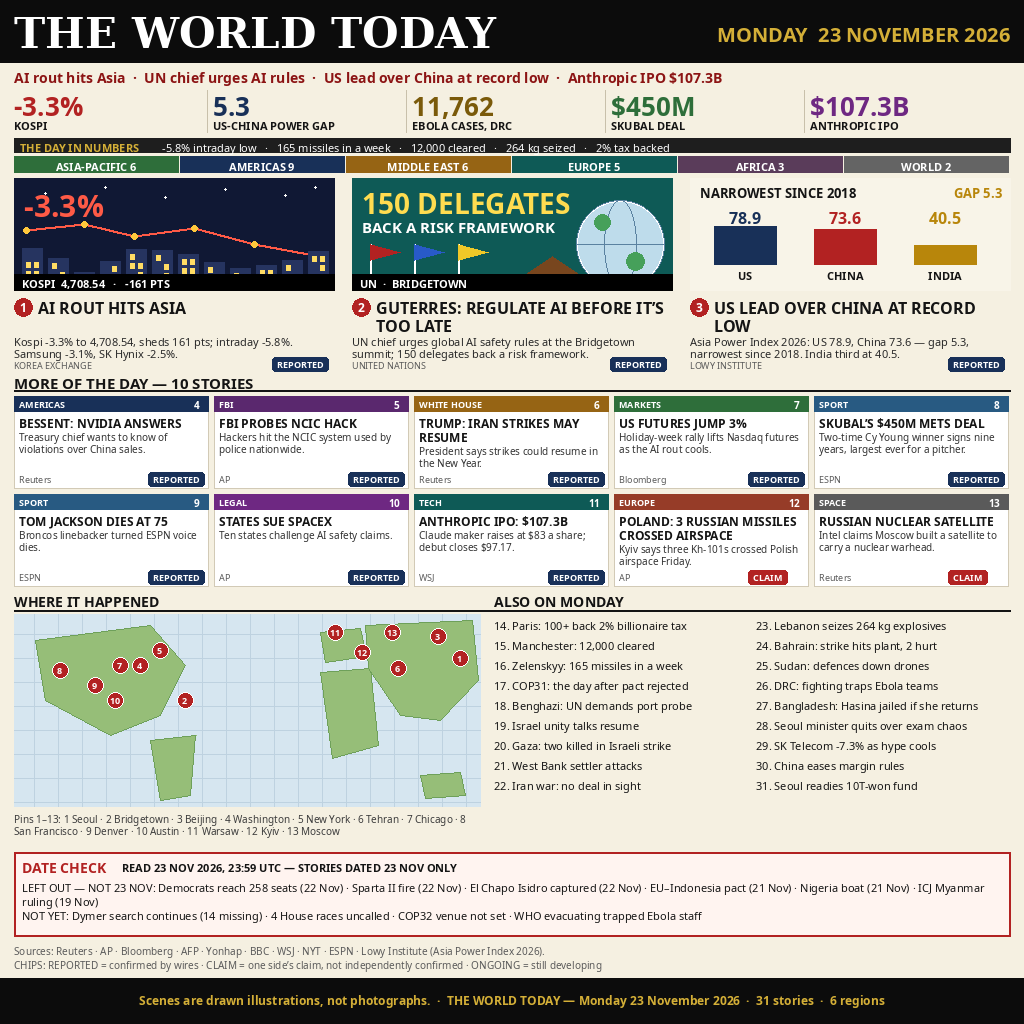 THE WORLD TODAY
MONDAY 23 NOVEMBER 2026
AI rout hits Asia · UN chief urges AI rules · US lead over China at record low · Anthropic IPO $107.3B
-3.3%
KOSPI
5.3
US-CHINA POWER GAP
11,762
EBOLA CASES, DRC
$450M
SKUBAL DEAL
$107.3B
ANTHROPIC IPO
THE DAY IN NUMBERS -5.8% intraday low · 165 missiles in a week · 12,000 cleared · 264 kg seized · 2% tax backed
ASIA-PACIFIC 6
AMERICAS 9
MIDDLE EAST 6
EUROPE 5
AFRICA 3
WORLD 2
-3.3%
KOSPI 4,708.54 · -161 PTS
150 DELEGATES
BACK A RISK FRAMEWORK
UN · BRIDGETOWN
NARROWEST SINCE 2018
GAP 5.3
78.9
73.6
40.5
US
CHINA
INDIA
1 AI ROUT HITS ASIA
Kospi -3.3% to 4,708.54, sheds 161 pts; intraday -5.8%.
Samsung -3.1%, SK Hynix -2.5%.
KOREA EXCHANGE
REPORTED
2 GUTERRES: REGULATE AI BEFORE IT'S
TOO LATE
UN chief urges global AI safety rules at the Bridgetown
summit; 150 delegates back a risk framework.
UNITED NATIONS
REPORTED
3 US LEAD OVER CHINA AT RECORD
LOW
Asia Power Index 2026: US 78.9, China 73.6 — gap 5.3,
narrowest since 2018. India third at 40.5.
LOWY INSTITUTE
REPORTED
MORE OF THE DAY — 10 STORIES
AMERICAS 4
BESSENT: NVIDIA ANSWERS
Treasury chief wants to know of
violations over China sales.
Reuters
REPORTED
FBI 5
FBI PROBES NCIC HACK
Hackers hit the NCIC system used by
police nationwide.
AP
REPORTED
WHITE HOUSE 6
TRUMP: IRAN STRIKES MAY
RESUME
President says strikes could resume in
the New Year.
Reuters
REPORTED
MARKETS 7
US FUTURES JUMP 3%
Holiday-week rally lifts Nasdaq futures
as the AI rout cools.
Bloomberg
REPORTED
SPORT 8
SKUBAL'S $450M METS DEAL
Two-time Cy Young winner signs nine
years, largest ever for a pitcher.
ESPN
REPORTED
SPORT 9
TOM JACKSON DIES AT 75
Broncos linebacker turned ESPN voice
dies.
ESPN
REPORTED
LEGAL 10
STATES SUE SPACEX
Ten states challenge AI safety claims.
AP
REPORTED
TECH 11
ANTHROPIC IPO: $107.3B
Claude maker raises at $83 a share;
debut closes $97.17.
WSJ
REPORTED
EUROPE 12
POLAND: 3 RUSSIAN MISSILES
CROSSED AIRSPACE
Kyiv says three Kh-101s crossed Polish
airspace Friday.
AP
CLAIM
SPACE 13
RUSSIAN NUCLEAR SATELLITE
Intel claims Moscow built a satellite to
carry a nuclear warhead.
Reuters
CLAIM
WHERE IT HAPPENED
11
13
3
5
12
1
7
4
8
6
9
10
2
Pins 1–13: 1 Seoul · 2 Bridgetown · 3 Beijing · 4 Washington · 5 New York · 6 Tehran · 7 Chicago · 8
San Francisco · 9 Denver · 10 Austin · 11 Warsaw · 12 Kyiv · 13 Moscow
ALSO ON MONDAY
14. Paris: 100+ back 2% billionaire tax
15. Manchester: 12,000 cleared
16. Zelenskyy: 165 missiles in a week
17. COP31: the day after pact rejected
18. Benghazi: UN demands port probe
19. Israel unity talks resume
20. Gaza: two killed in Israeli strike
21. West Bank settler attacks
22. Iran war: no deal in sight
23. Lebanon seizes 264 kg explosives
24. Bahrain: strike hits plant, 2 hurt
25. Sudan: defences down drones
26. DRC: fighting traps Ebola teams
27. Bangladesh: Hasina jailed if she returns
28. Seoul minister quits over exam chaos
29. SK Telecom -7.3% as hype cools
30. China eases margin rules
31. Seoul readies 10T-won fund
DATE CHECK READ 23 NOV 2026, 23:59 UTC — STORIES DATED 23 NOV ONLY
LEFT OUT — NOT 23 NOV: Democrats reach 258 seats (22 Nov) · Sparta II fire (22 Nov) · El Chapo Isidro captured (22 Nov) · EU–Indonesia pact (21 Nov) · Nigeria boat (21 Nov) · ICJ Myanmar
ruling (19 Nov)
NOT YET: Dymer search continues (14 missing) · 4 House races uncalled · COP32 venue not set · WHO evacuating trapped Ebola staff
Sources: Reuters · AP · Bloomberg · AFP · Yonhap · BBC · WSJ · NYT · ESPN · Lowy Institute (Asia Power Index 2026).
CHIPS: REPORTED = confirmed by wires · CLAIM = one side's claim, not independently confirmed · ONGOING = still developing
Scenes are drawn illustrations, not photographs. · THE WORLD TODAY — Monday 23 November 2026 · 31 stories · 6 regions